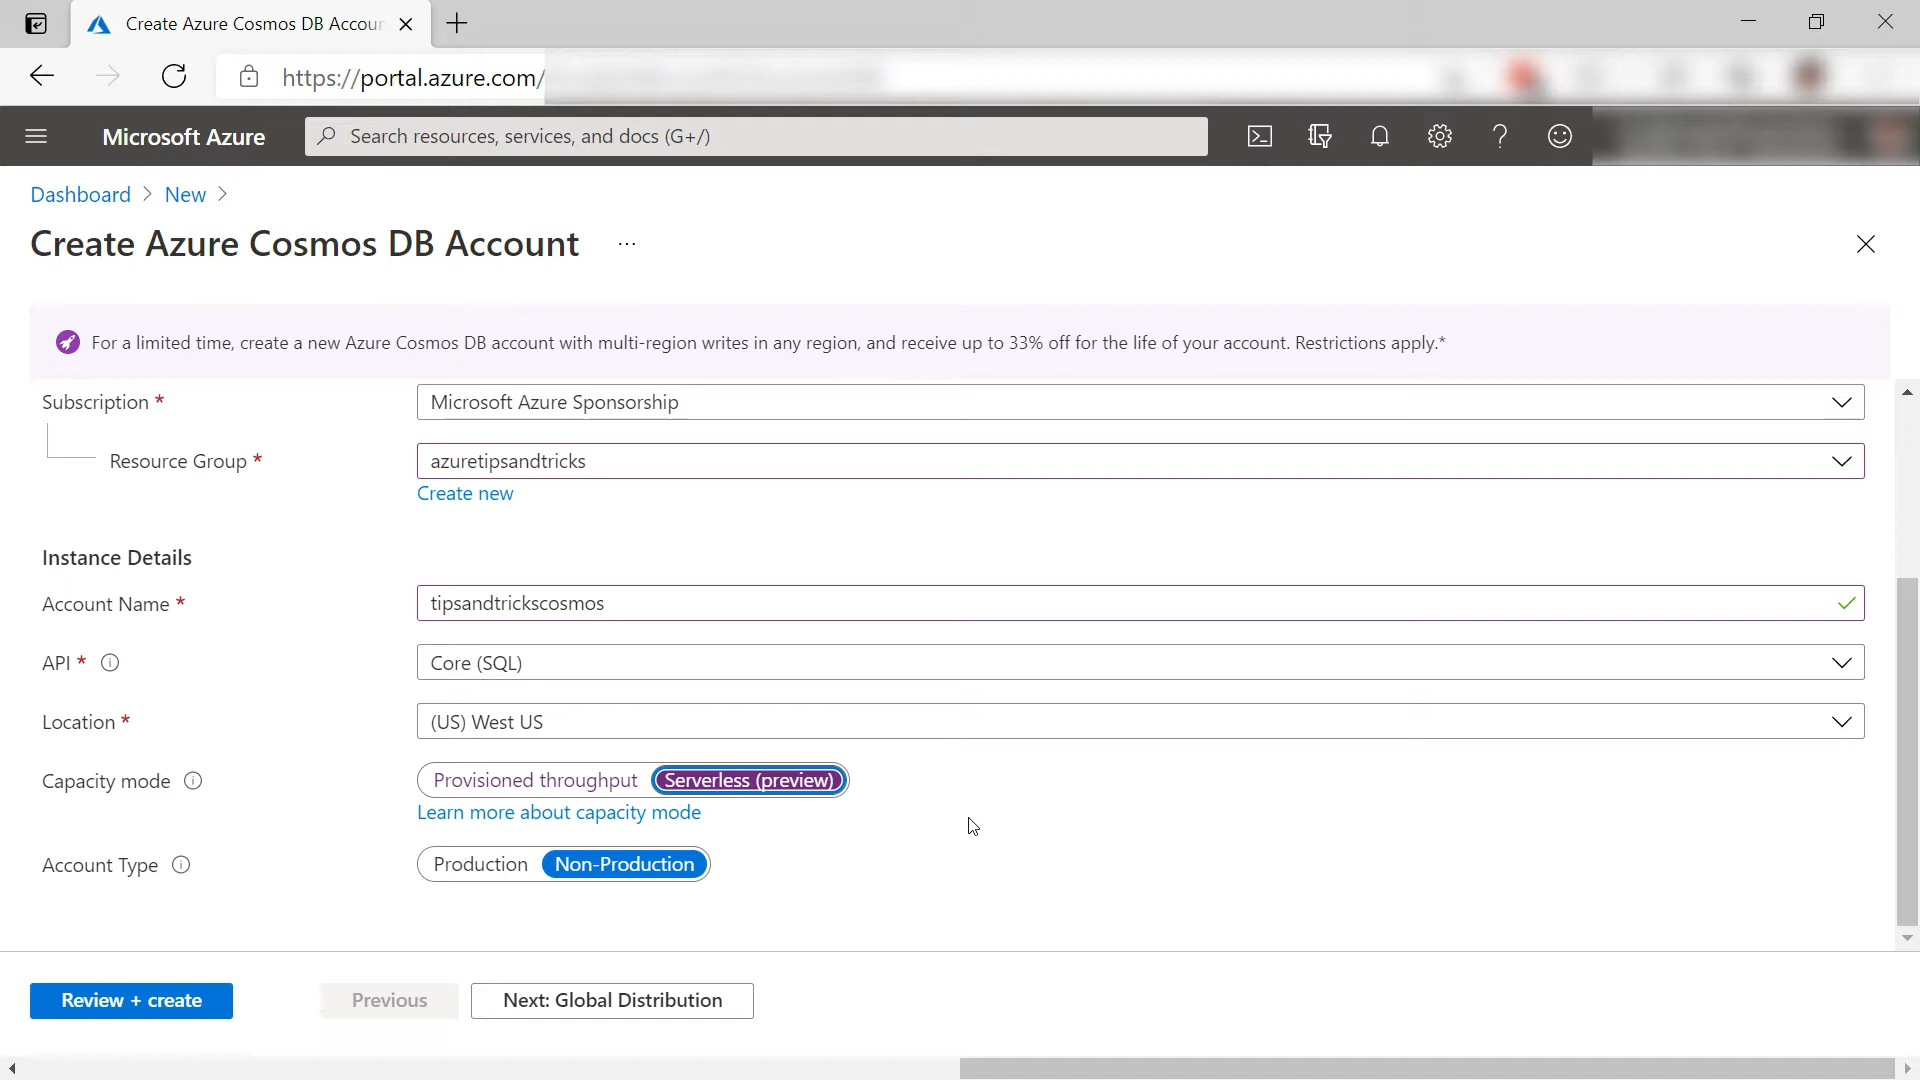 Create Azure Cosmos DB Accour
https://portal.azure.com/
Microsoft Azure
Search resources, services, and docs (G+/)
Dashboard > New >
Create Azure Cosmos DB Account ...
For a limited time, create a new Azure Cosmos DB account with multi-region writes in any region, and receive up to 33% off for the life of your account. Restrictions apply.*
Subscription *
Microsoft Azure Sponsorship
Resource Group *
azuretipsandtricks
Create new
Instance Details
Account Name *
tipsandtrickscosmos
API *
Core (SQL)
Location *
(US) West US
Capacity mode
Provisioned throughput Serverless (preview)
Learn more about capacity mode
Account Type
Production Non-Production
Review + create Previous Next: Global Distribution